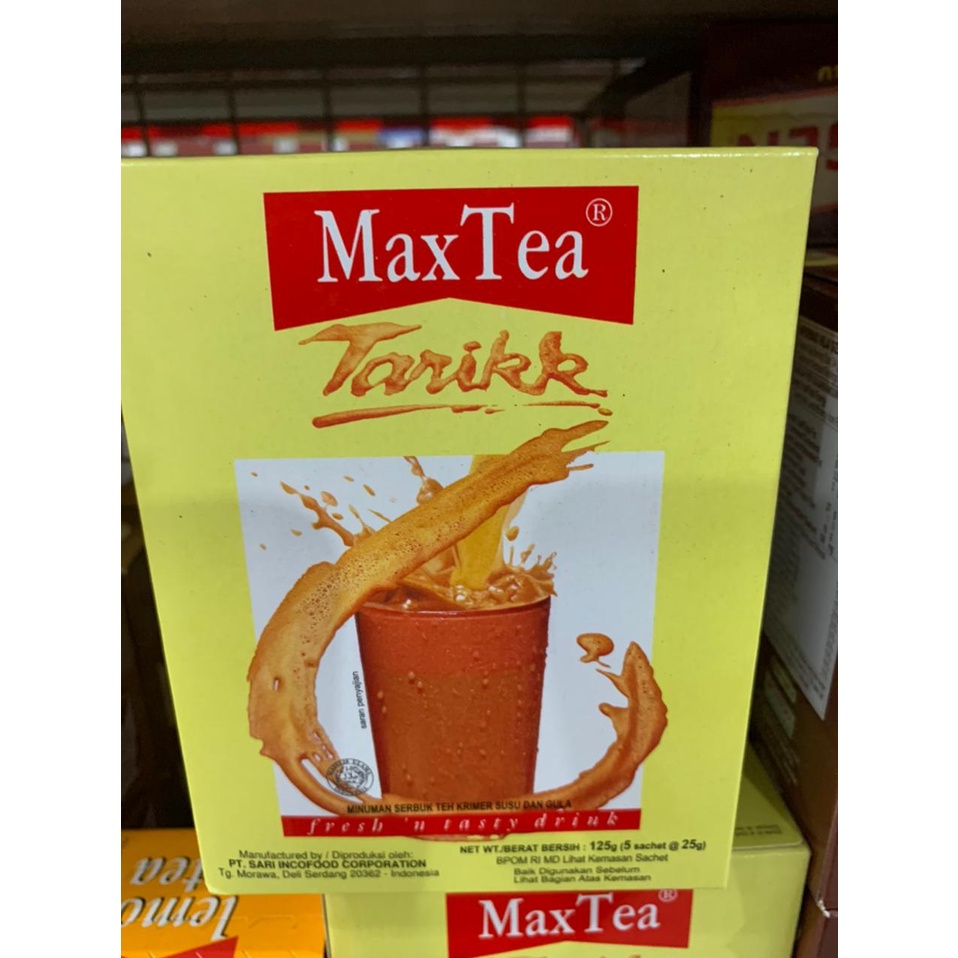 MaxTea®
Tarikk
saran penyajian
MINUMAN SERBUK TEH KRIMER SUSU DAN GULA
fresh 'n tasty drink
Manufactured by / Diproduksi oleh:
PT. SARI INCOFOOD CORPORATION
Tg. Morawa, Deli Serdang 20362 - Indonesia
NET WT./BERAT BERSIH : 125g (5 sachet @ 25g)
BPOM RI MD Lihat Kemasan Sachet
Baik Digunakan Sebelum
Lihat Bagian Atas Kemasan
tea
lemo
MaxTea®